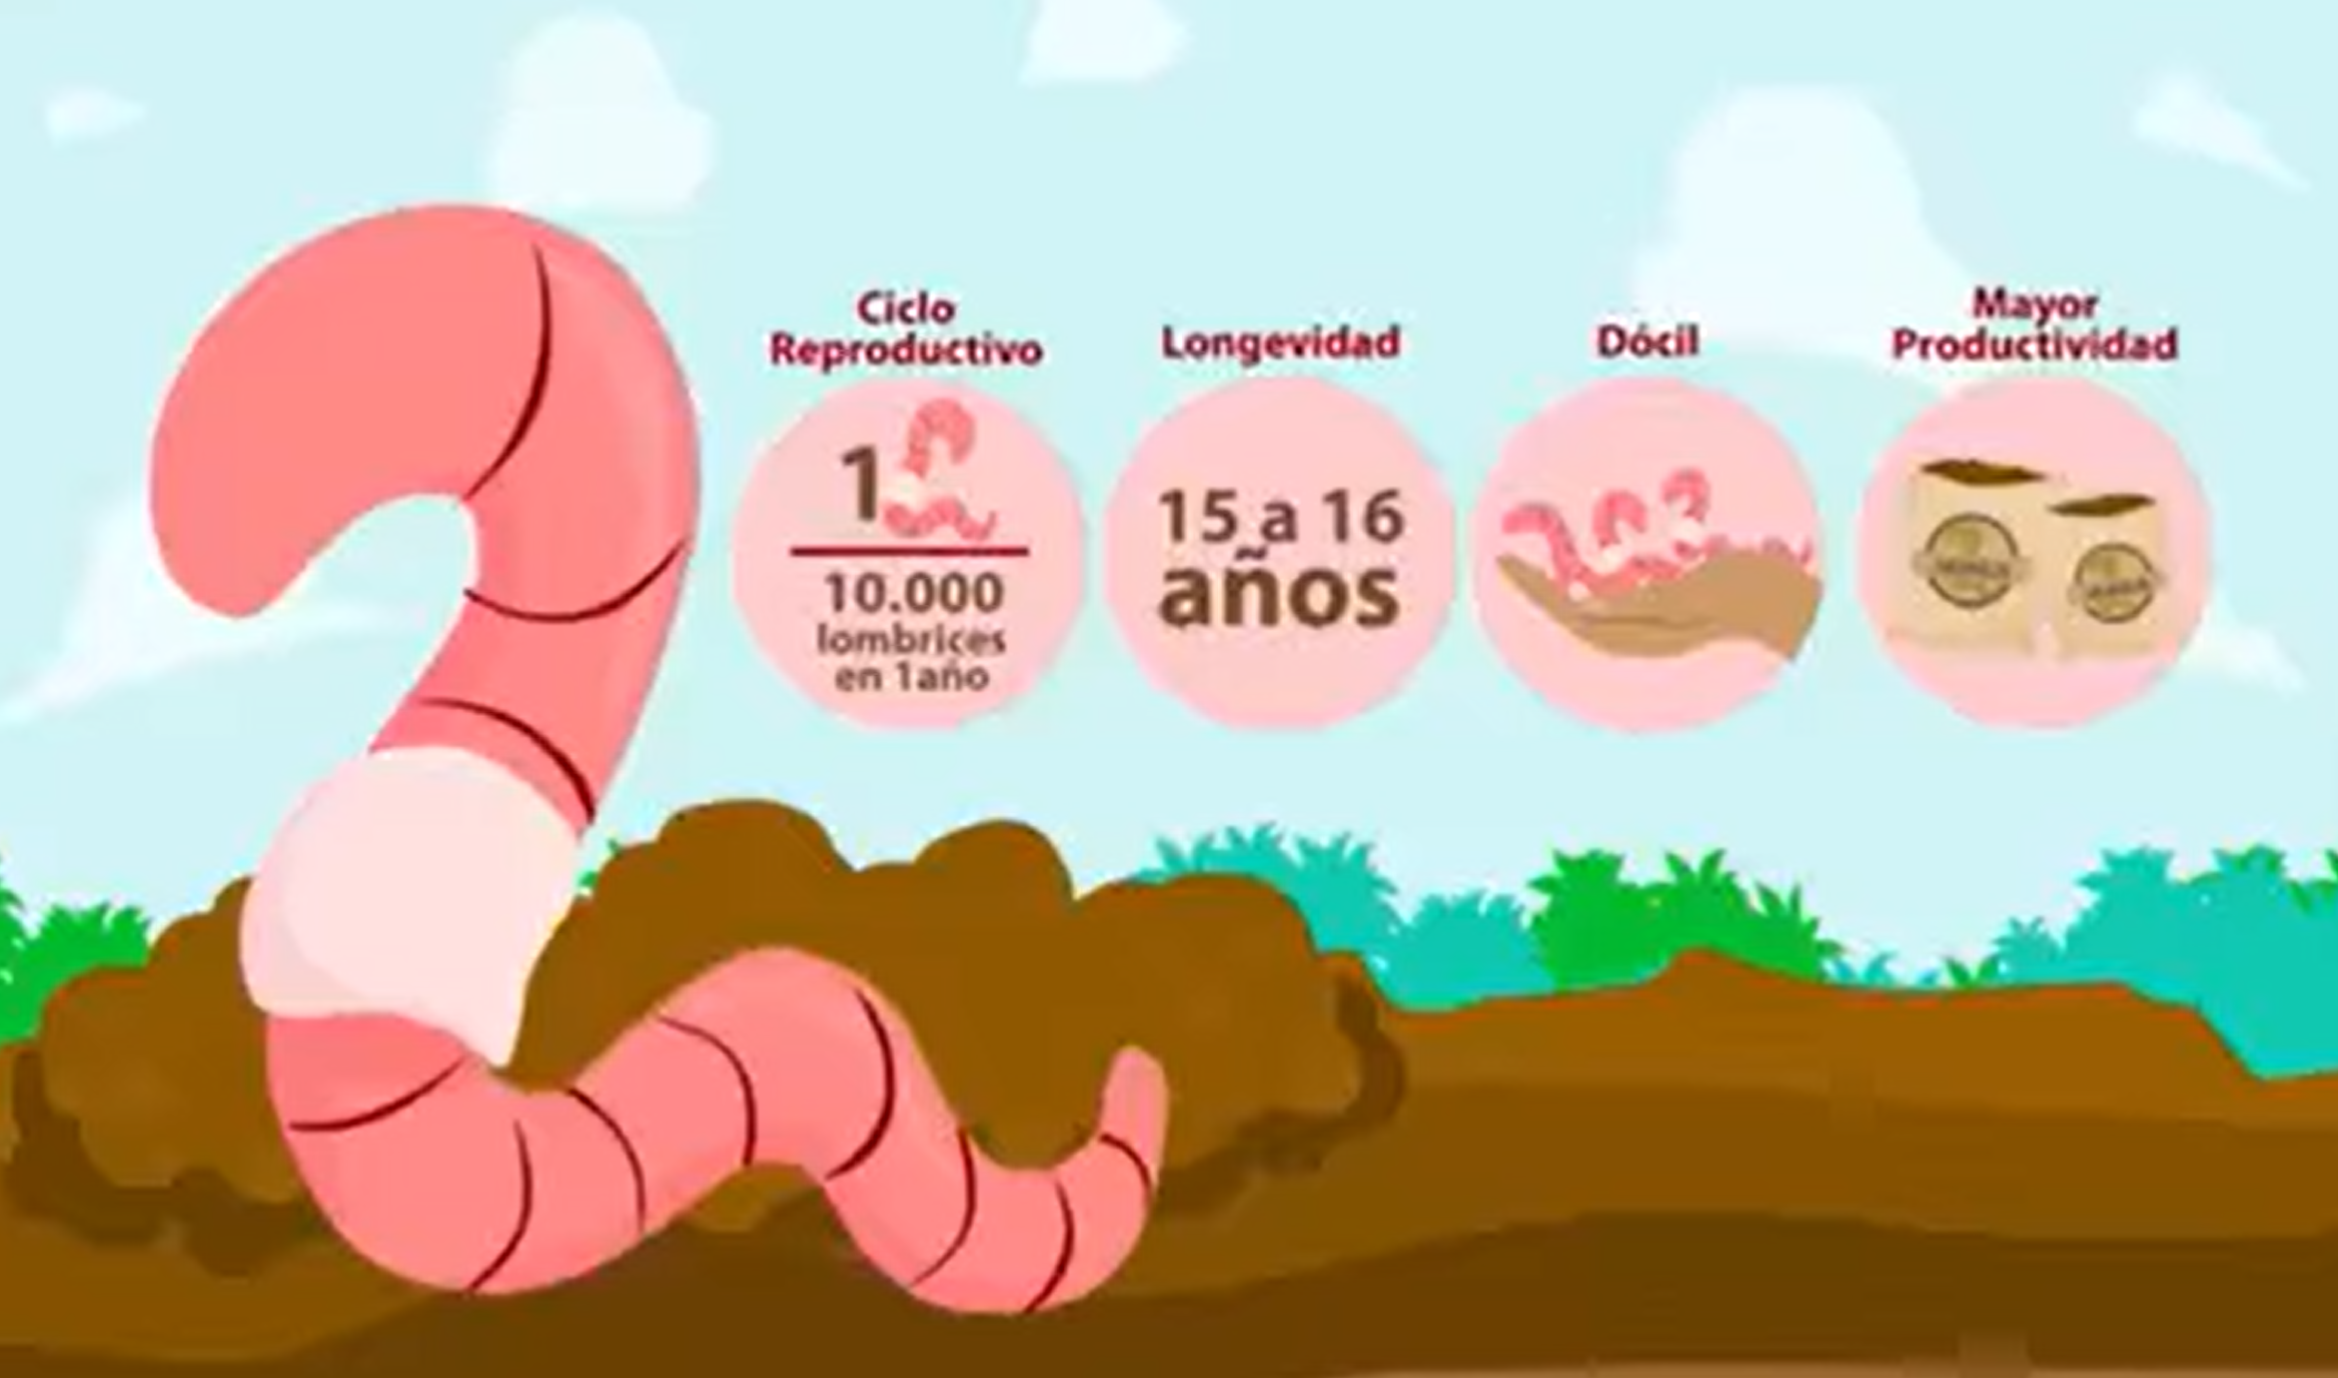 Ciclo
Reproductivo
1
10.000
lombrices
en 1año
Longevidad
15 a 16
años
Dócil
Mayor
Productividad